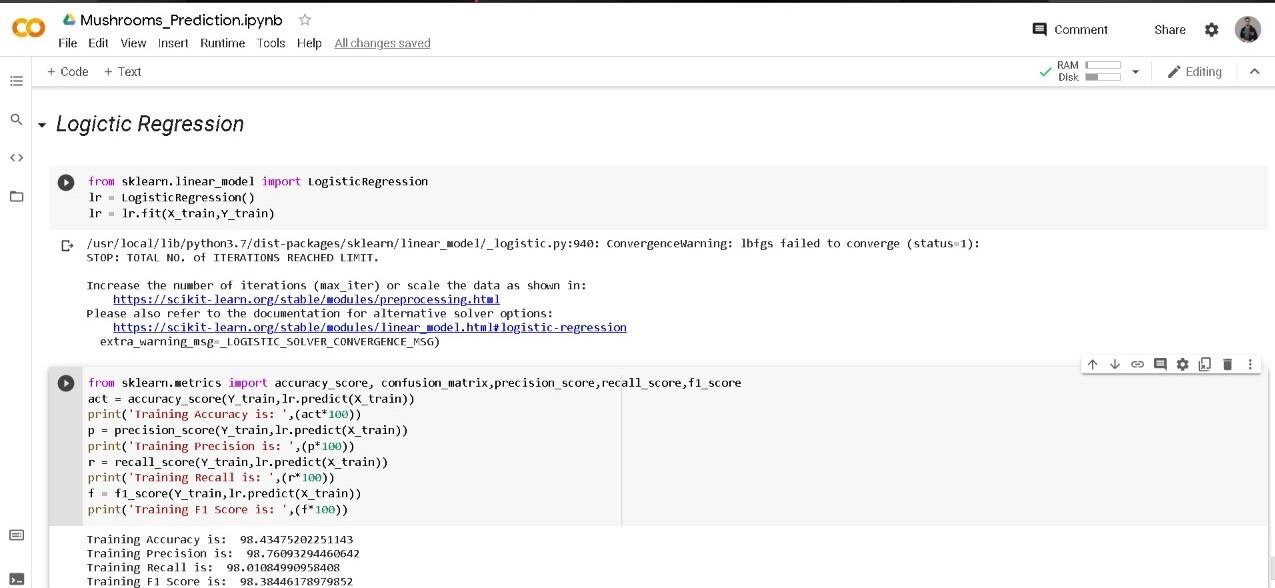 Mushrooms_Prediction.ipynb
File Edit View Insert Runtime Tools Help All changes saved
Comment Share
+ Code + Text
RAM
Disk
Editing
Logictic Regression
from sklearn.linear_model import LogisticRegression
lr = LogisticRegression()
lr = lr.fit(X_train,Y_train)
/usr/local/lib/python3.7/dist-packages/sklearn/linear_model/_logistic.py:940: ConvergenceWarning: lbfgs failed to converge (status=1):
STOP: TOTAL NO. of ITERATIONS REACHED LIMIT.
Increase the number of iterations (max_iter) or scale the data as shown in:
https://scikit-learn.org/stable/modules/preprocessing.html
Please also refer to the documentation for alternative solver options:
https://scikit-learn.org/stable/modules/linear_model.html#logistic-regression
extra_warning_msg=_LOGISTIC_SOLVER_CONVERGENCE_MSG)
from sklearn.metrics import accuracy_score, confusion_matrix,precision_score,recall_score,f1_score
act = accuracy_score(Y_train,lr.predict(X_train))
print('Training Accuracy is: ',(act*100))
p = precision_score(Y_train,lr.predict(X_train))
print('Training Precision is: ',(p*100))
r = recall_score(Y_train,lr.predict(X_train))
print('Training Recall is: ',(r*100))
f = f1_score(Y_train,lr.predict(X_train))
print('Training F1 Score is: ',(f*100))
Training Accuracy is: 98.43475202251143
Training Precision is: 98.76093294460642
Training Recall is: 98.01084990958408
Training F1 Score is: 98.38446178979852